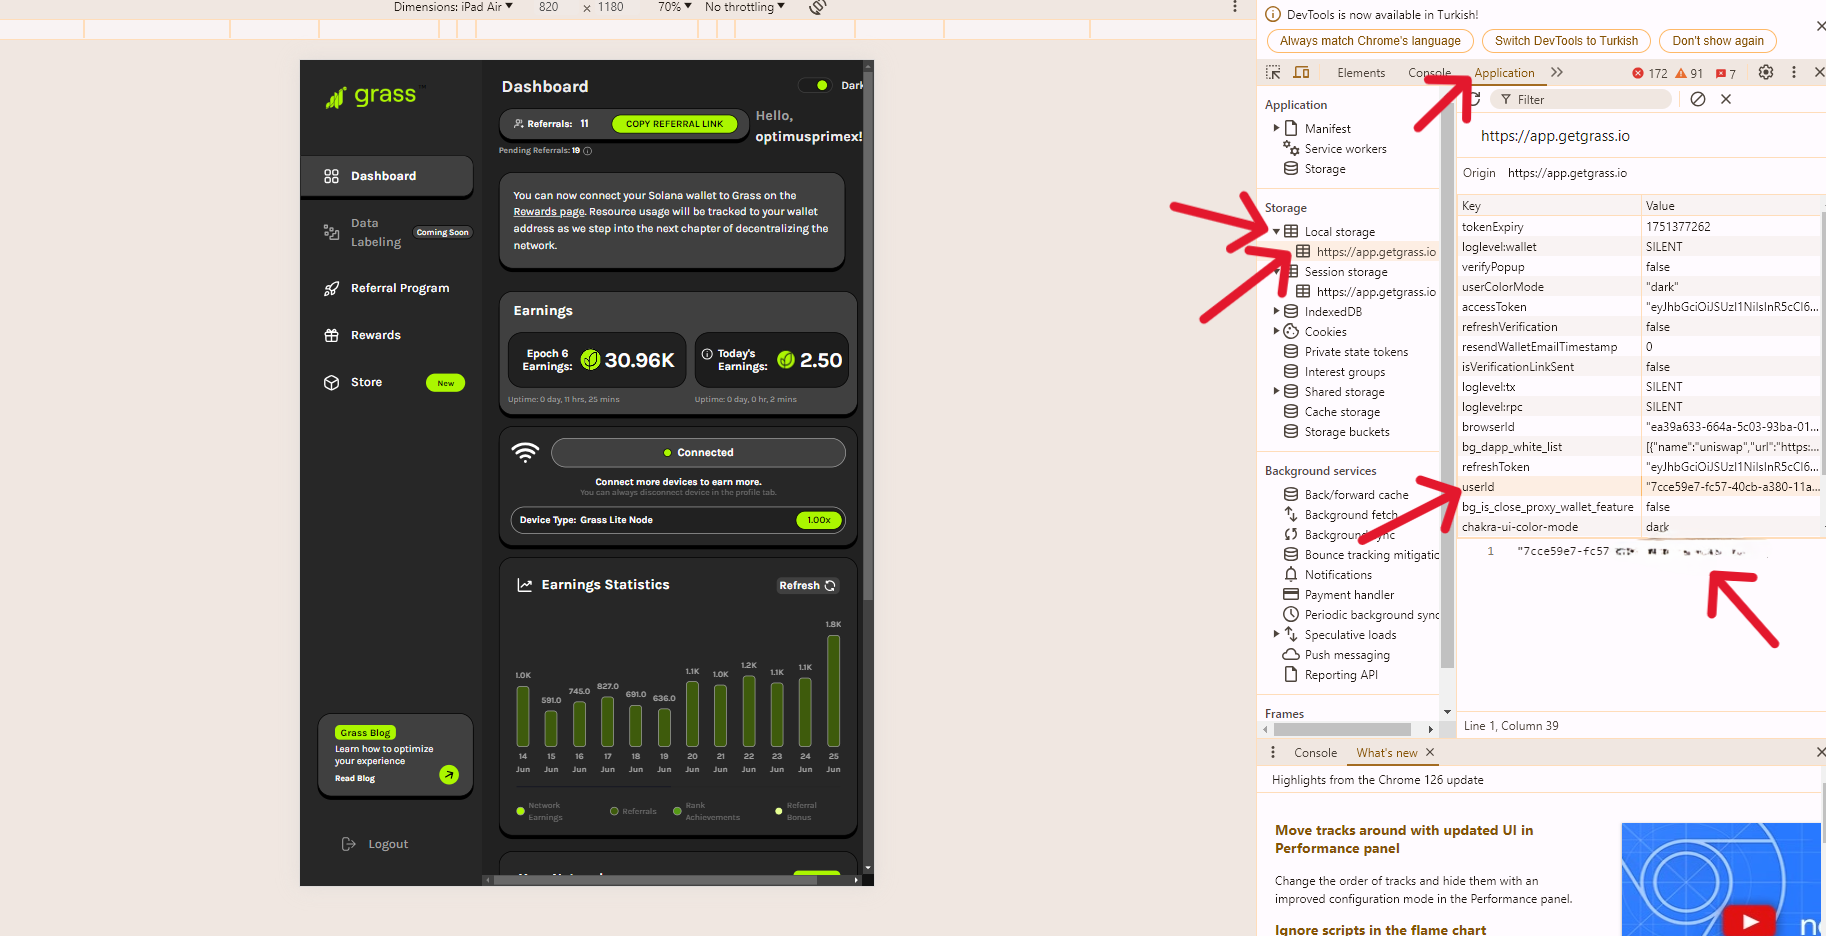 Dimensions: iPad Air ▼ 820 × 1180 70% ▼ No throttling ▼
grass
Dashboard
Data Labeling Coming Soon
Referral Program
Rewards
Store New
Grass Blog
Learn how to optimize
your experience
Read Blog
Logout
Dashboard
Dark
Referrals: 11 COPY REFERRAL LINK
Pending Referrals: 19
Hello,
optimusprimex!
You can now connect your Solana wallet to Grass on the
Rewards page. Resource usage will be tracked to your wallet
address as we step into the next chapter of decentralizing the
network.
Earnings
Epoch 6
Earnings: 30.96K
Uptime: 0 day, 11 hrs, 25 mins
Today's
Earnings: 2.50
Uptime: 0 day, 0 hr, 2 mins
Connected
Connect more devices to earn more.
You can always disconnect device in the profile tab.
Device Type: Grass Lite Node 1.00x
Earnings Statistics Refresh
1.0K 591.0 745.0 827.0 691.0 636.0 1.1K 1.0K 1.2K 1.1K 1.1K 1.8K
14 15 16 17 18 19 20 21 22 23 24 25
Jun Jun Jun Jun Jun Jun Jun Jun Jun Jun Jun Jun
Network Earnings Referrals Rank Achievements Referral Bonus
DevTools is now available in Turkish!
Always match Chrome's language Switch DevTools to Turkish Don't show again
Elements Console Application 172 91 7
Application
Manifest
Service workers
Storage
Storage
Local storage
https://app.getgrass.io
Session storage
https://app.getgrass.io
IndexedDB
Cookies
Private state tokens
Interest groups
Shared storage
Cache storage
Storage buckets
Background services
Back/forward cache
Background fetch
Background sync
Bounce tracking mitigatic
Notifications
Payment handler
Periodic background sync
Speculative loads
Push messaging
Reporting API
Frames
Filter
https://app.getgrass.io
Origin https://app.getgrass.io
Key Value
tokenExpiry 1751377262
loglevel:wallet SILENT
verifyPopup false
userColorMode "dark"
accessToken "eyJhbGciOiJSUzI1NiIsInR5cCI6...
refreshVerification false
resendWalletEmailTimestamp 0
isVerificationLinkSent false
loglevel:tx SILENT
loglevel:rpc SILENT
browserId "ea39a633-664a-5c03-93ba-01...
bg_dapp_white_list [{"name":"uniswap","url":"https:...
refreshToken "eyJhbGciOiJSUzI1NiIsInR5cCI6...
userId "7cce59e7-fc57-40cb-a380-11a...
bg_is_close_proxy_wallet_feature false
chakra-ui-color-mode dark
1 "7cce59e7-fc57
Line 1, Column 39
Console What's new
Highlights from the Chrome 126 update
Move tracks around with updated UI in
Performance panel
Change the order of tracks and hide them with an
improved configuration mode in the Performance panel.
Ignore scripts in the flame chart